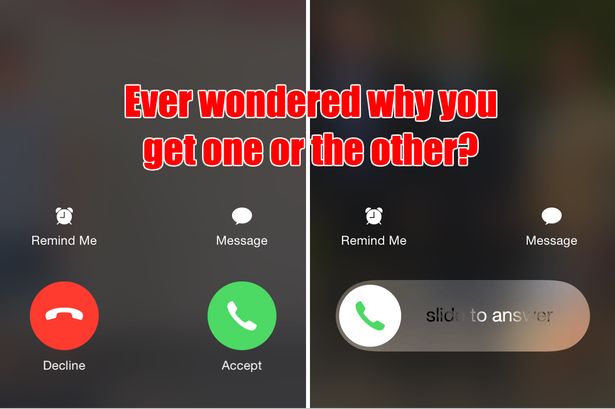 Ever wondered why you
get one or the other?
Remind Me
Message
Decline
Accept
Remind Me
Message
slide to answer